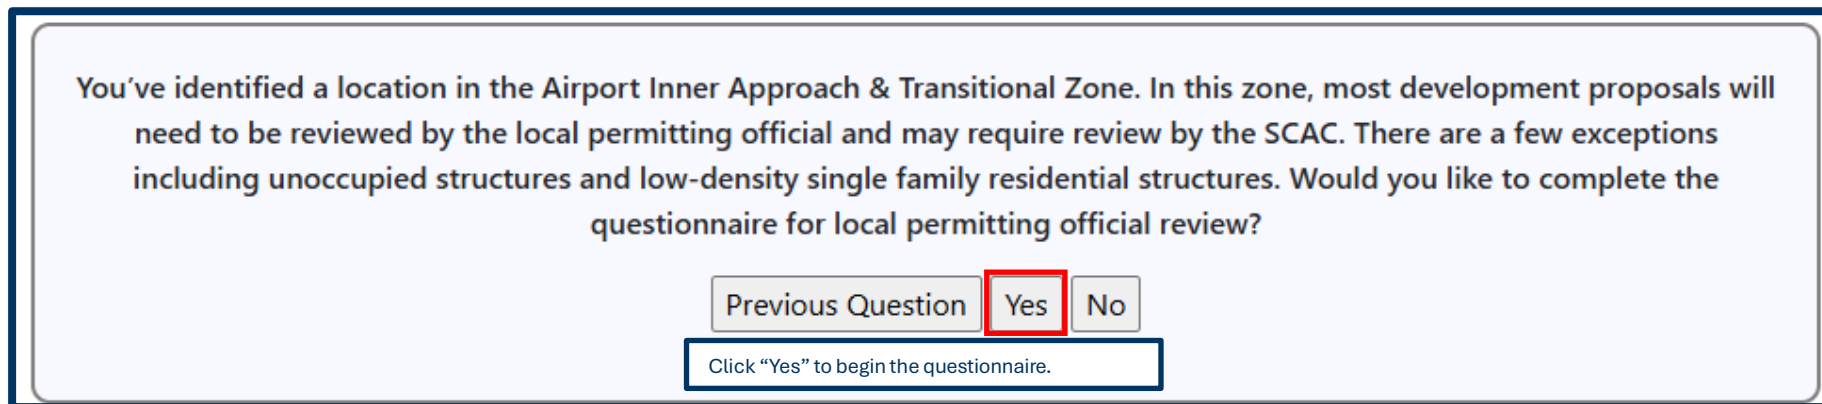 You've identified a location in the Airport Inner Approach & Transitional Zone. In this zone, most development proposals will
need to be reviewed by the local permitting official and may require review by the SCAC. There are a few exceptions
including unoccupied structures and low-density single family residential structures. Would you like to complete the
questionnaire for local permitting official review?
Previous Question Yes No
Click “Yes” to begin the questionnaire.